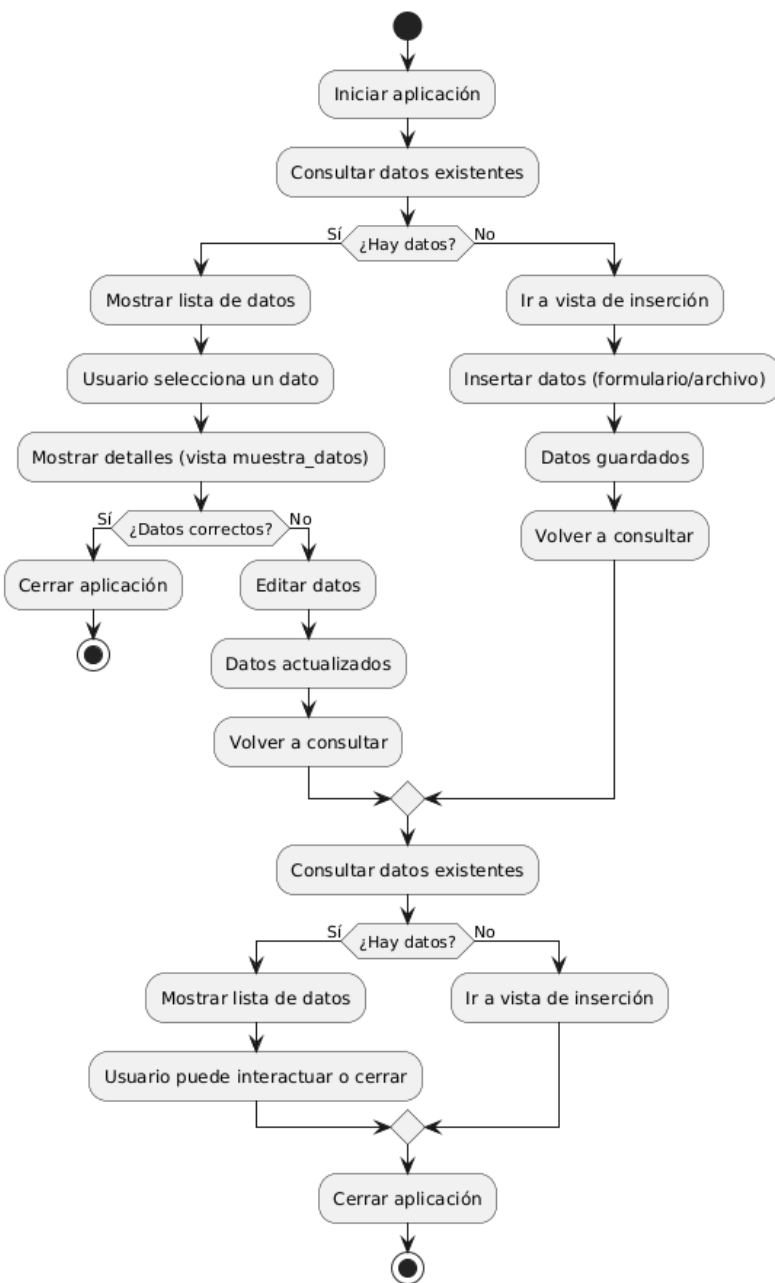 Iniciar aplicación
Consultar datos existentes
Sí
¿Hay datos?
No
Mostrar lista de datos
Ir a vista de inserción
Usuario selecciona un dato
Insertar datos (formulario/archivo)
Mostrar detalles (vista muestra_datos)
Datos guardados
Sí
¿Datos correctos?
No
Volver a consultar
Cerrar aplicación
Editar datos
Datos actualizados
Volver a consultar
Consultar datos existentes
Sí
¿Hay datos?
No
Mostrar lista de datos
Ir a vista de inserción
Usuario puede interactuar o cerrar
Cerrar aplicación